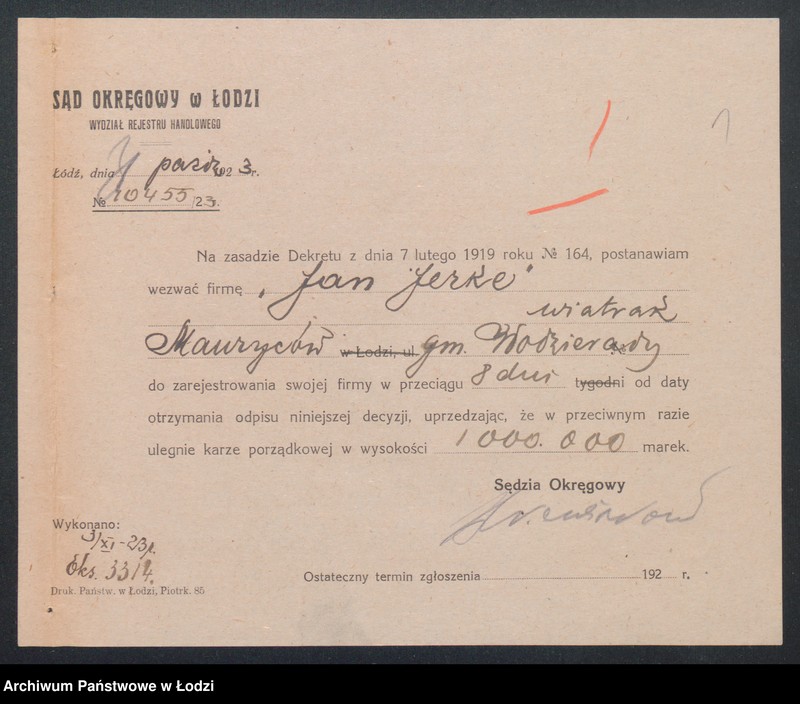 SĄD OKRĘGOWY w ŁODZI
WYDZIAŁ REJESTRU HANDLOWEGO
Łódź, dnia paźdz. 1923 r.
№ 10455/23 r.
Na zasadzie Dekretu z dnia 7 lutego 1919 roku № 164, postanawiam
wezwać firmę „Jan Jerke"
wiatrak
Mauryców w Łodzi, ul. gm. Wodzierady №
do zarejestrowania swojej firmy w przeciągu 8 dni tygodni od daty
otrzymania odpisu niniejszej decyzji, uprzedzając, że w przeciwnym razie
ulegnie karze porządkowej w wysokości 1000.000 marek.
Sędzia Okręgowy
Wykonano:
3/XI-23 r.
Eks. 3314.
Druk. Państw. w Łodzi, Piotrk. 85
Ostateczny termin zgłoszenia 192 r.
Archiwum Państwowe w Łodzi